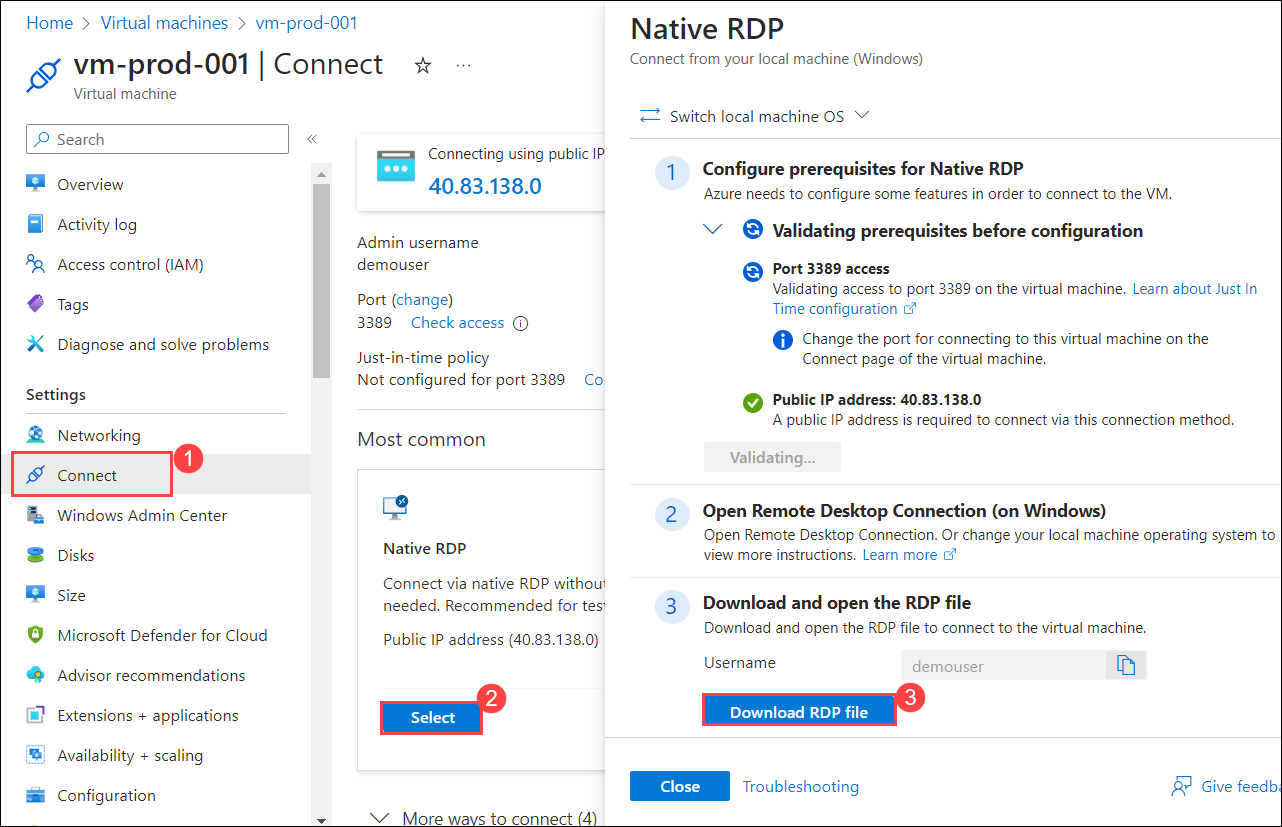 Home > Virtual machines > vm-prod-001
vm-prod-001 | Connect
Virtual machine
Search
Overview
Activity log
Access control (IAM)
Tags
Diagnose and solve problems
Settings
Networking
Connect
1
Windows Admin Center
Disks
Size
Microsoft Defender for Cloud
Advisor recommendations
Extensions + applications
Availability + scaling
Configuration
Connecting using public IP
40.83.138.0
Admin username
demouser
Port (change)
3389 Check access
Just-in-time policy
Not configured for port 3389 Co
Most common
Native RDP
Connect via native RDP without
needed. Recommended for test
Public IP address (40.83.138.0)
2
Select
More ways to connect (4)
Native RDP
Connect from your local machine (Windows)
Switch local machine OS
1 Configure prerequisites for Native RDP
Azure needs to configure some features in order to connect to the VM.
Validating prerequisites before configuration
Port 3389 access
Validating access to port 3389 on the virtual machine. Learn about Just In
Time configuration
Change the port for connecting to this virtual machine on the
Connect page of the virtual machine.
Public IP address: 40.83.138.0
A public IP address is required to connect via this connection method.
Validating...
2 Open Remote Desktop Connection (on Windows)
Open Remote Desktop Connection. Or change your local machine operating system to
view more instructions. Learn more
3 Download and open the RDP file
Download and open the RDP file to connect to the virtual machine.
Username demouser
3
Download RDP file
Close Troubleshooting Give feedba